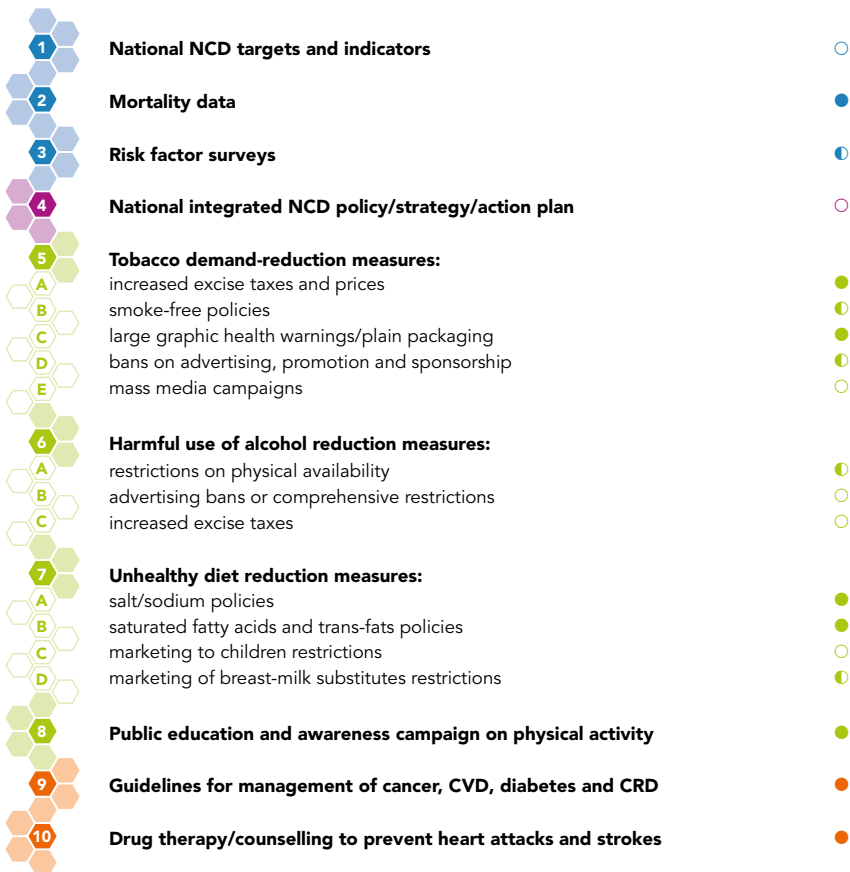 1 National NCD targets and indicators ○
2 Mortality data ●
3 Risk factor surveys ◐
4 National integrated NCD policy/strategy/action plan ○
5 Tobacco demand-reduction measures:
A increased excise taxes and prices ●
B smoke-free policies ◐
C large graphic health warnings/plain packaging ●
D bans on advertising, promotion and sponsorship ◐
E mass media campaigns ○
6 Harmful use of alcohol reduction measures:
A restrictions on physical availability ◐
B advertising bans or comprehensive restrictions ○
C increased excise taxes ○
7 Unhealthy diet reduction measures:
A salt/sodium policies ●
B saturated fatty acids and trans-fats policies ●
C marketing to children restrictions ○
D marketing of breast-milk substitutes restrictions ◐
8 Public education and awareness campaign on physical activity ●
9 Guidelines for management of cancer, CVD, diabetes and CRD ●
10 Drug therapy/counselling to prevent heart attacks and strokes ●